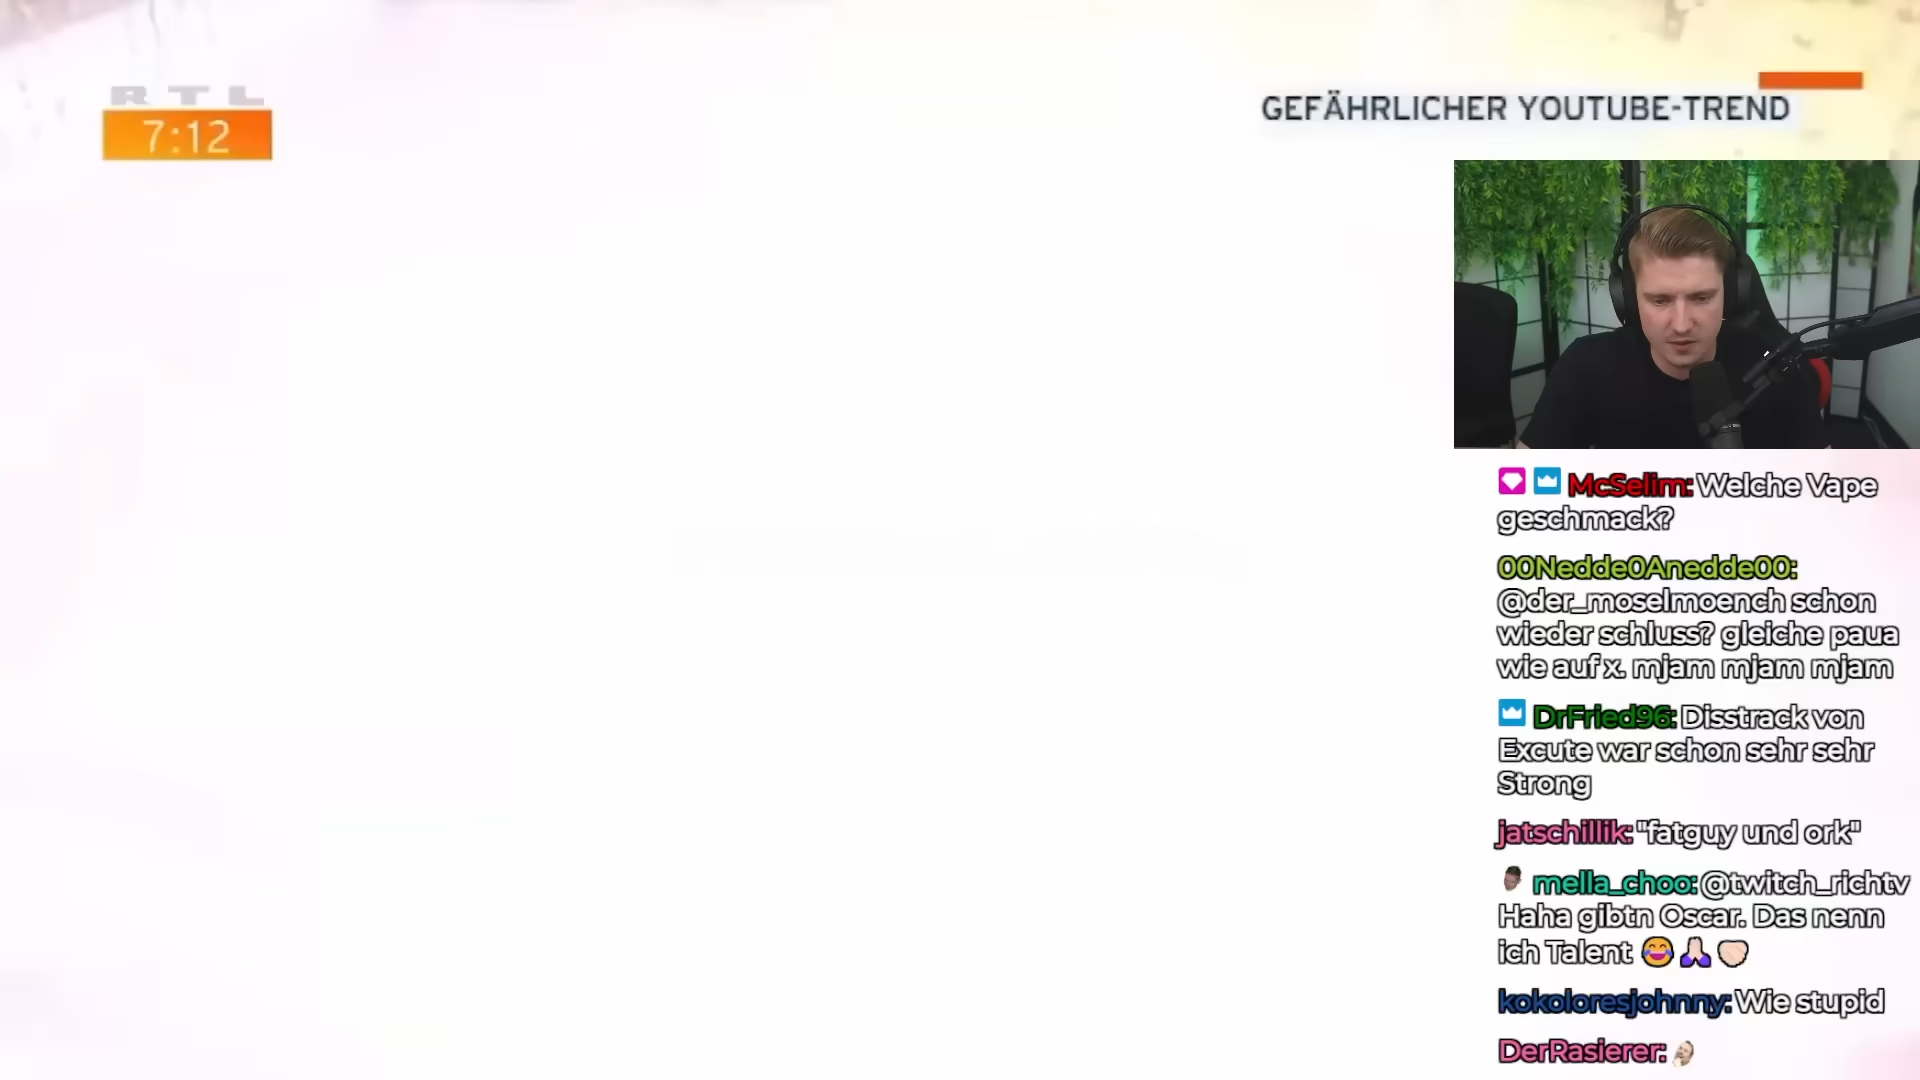 RTL
7:12
GEFÄHRLICHER YOUTUBE-TREND
McSelim: Welche Vape
geschmack?
00Nedde0Anedde00:
@der_moselmoench schon
wieder schluss? gleiche paua
wie auf x. mjam mjam mjam
DrFried96: Disstrack von
Excute war schon sehr sehr
Strong
jatschillik: "fatguy und ork"
mella_choo: @twitch_richtv
Haha gibtn Oscar. Das nenn
ich Talent
kokoloresjohnny: Wie stupid
DerRasierer: